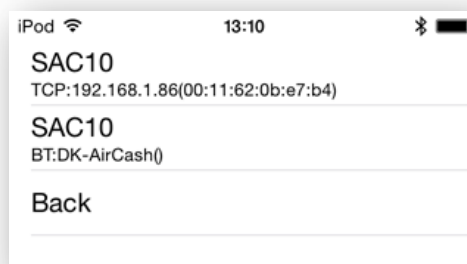 iPod 13:10
SAC10
TCP:192.168.1.86(00:11:62:0b:e7:b4)
SAC10
BT:DK-AirCash()
Back